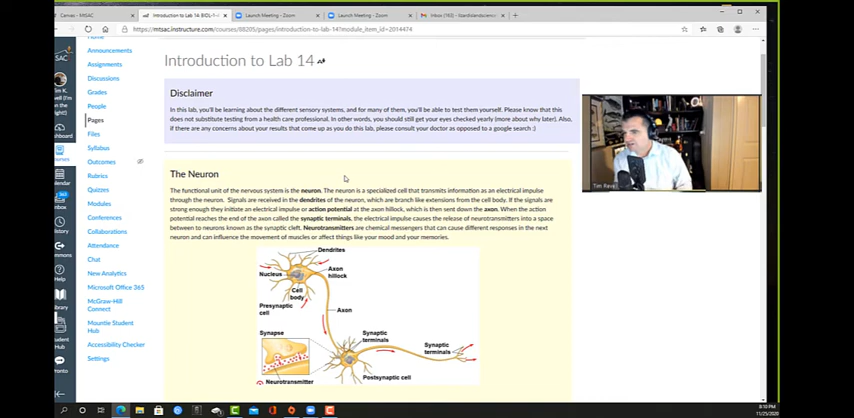 Canvas - MtSAC
Introduction to Lab 14: BIOL-1-
Launch Meeting - Zoom
Launch Meeting - Zoom
https://mtsac.instructure.com/courses/88205/pages/introduction-to-lab-14?module_item_id=2014474
SAC
Home
Announcements
Assignments
Discussions
Grades
People
Pages
Files
Syllabus
Outcomes
Rubrics
Quizzes
Modules
Conferences
Collaborations
Attendance
Chat
New Analytics
Microsoft Office 365
McGraw-Hill
Connect
Mountie Student
Hub
Accessibility Checker
Settings
Introduction to Lab 14
Disclaimer
In this lab, you'll be learning about the different sensory systems, and for many of them, you'll be able to test them yourself. Please know that this
does not substitute testing from a health care professional. In other words, you should still get your eyes checked yearly (more about why later). Also,
if there are any concerns about your results that come up as you do this lab, please consult your doctor as opposed to a google search ;)
The Neuron
The functional unit of the nervous system is the neuron. The neuron is a specialized cell that transmits information as an electrical impulse
through the neuron. Signals are received in the dendrites of the neuron, which are branch like extensions from the cell body. If the signals are
strong enough they initiate an electrical impulse or action potential at the axon hillock, which is then sent down the axon. When the action
potential reaches the end of the axon called the synaptic terminals, the electrical impulse causes the release of neurotransmitters into a space
between to neurons known as the synaptic cleft. Neurotransmitters are chemical messengers that can cause different responses in the next
neuron and can influence the movement of muscles or affect things like your mood and your memories.
Dendrites
Nucleus
Axon
hillock
Cell
body
Presynaptic
cell
Axon
Synapse
Synaptic
terminals
Synaptic
terminals
Postsynaptic cell
Neurotransmitter
8:10 PM
11/25/2020